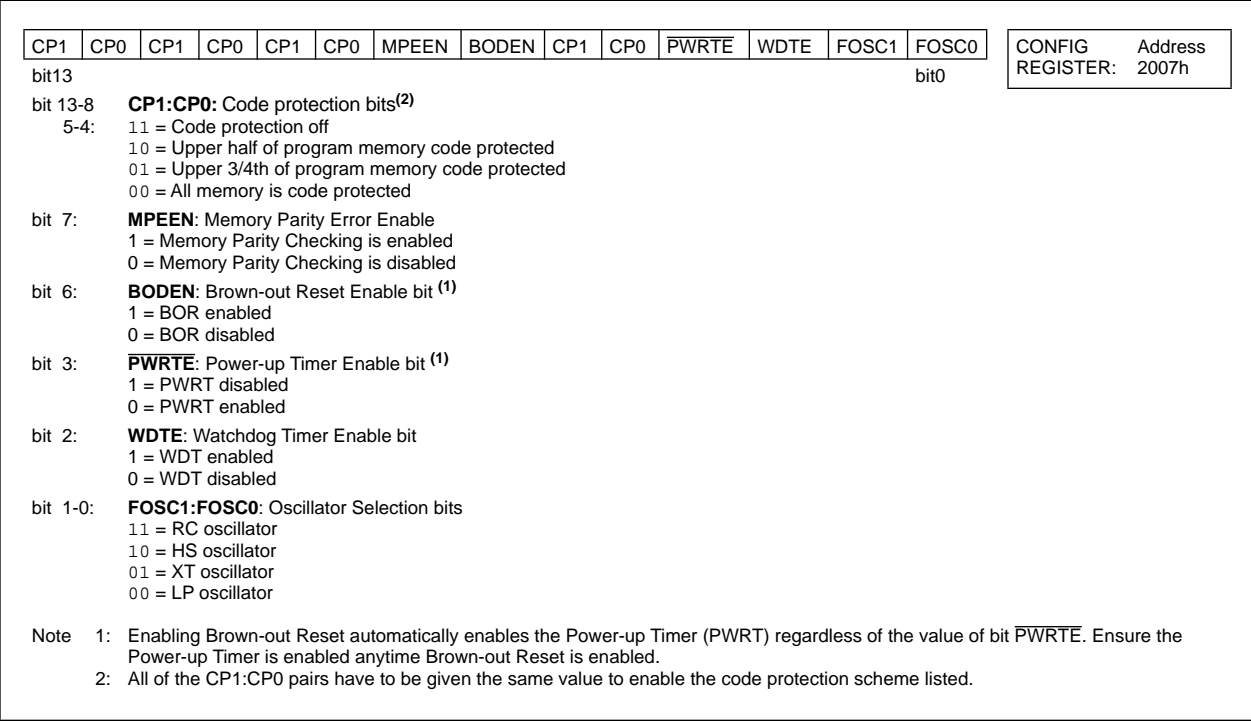 CP1 CP0 CP1 CP0 CP1 CP0 MPEEN BODEN CP1 CP0 PWRTE WDTE FOSC1 FOSC0
CONFIG Address
REGISTER: 2007h
bit13 bit0
bit 13-8 CP1:CP0: Code protection bits(2)
5-4: 11 = Code protection off
10 = Upper half of program memory code protected
01 = Upper 3/4th of program memory code protected
00 = All memory is code protected
bit 7: MPEEN: Memory Parity Error Enable
1 = Memory Parity Checking is enabled
0 = Memory Parity Checking is disabled
bit 6: BODEN: Brown-out Reset Enable bit (1)
1 = BOR enabled
0 = BOR disabled
bit 3: PWRTE: Power-up Timer Enable bit (1)
1 = PWRT disabled
0 = PWRT enabled
bit 2: WDTE: Watchdog Timer Enable bit
1 = WDT enabled
0 = WDT disabled
bit 1-0: FOSC1:FOSC0: Oscillator Selection bits
11 = RC oscillator
10 = HS oscillator
01 = XT oscillator
00 = LP oscillator
Note 1: Enabling Brown-out Reset automatically enables the Power-up Timer (PWRT) regardless of the value of bit PWRTE. Ensure the
Power-up Timer is enabled anytime Brown-out Reset is enabled.
2: All of the CP1:CP0 pairs have to be given the same value to enable the code protection scheme listed.